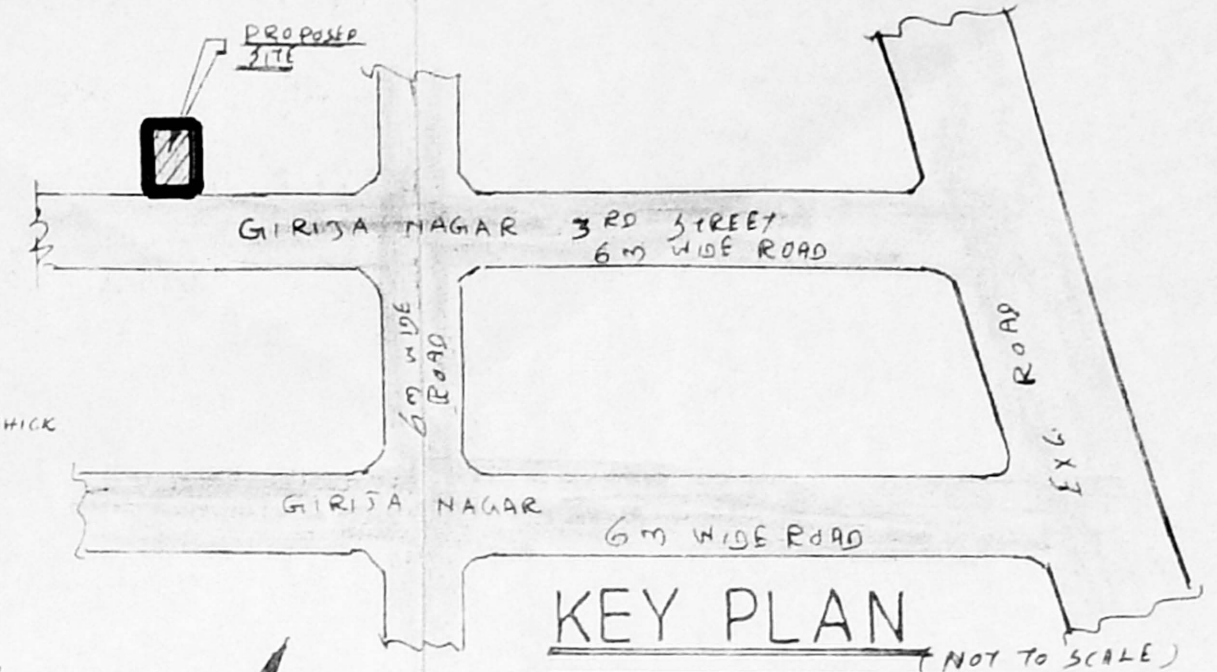 PROPOSED
SITE
GIRIJA NAGAR 3RD STREET
6m WIDE ROAD
6m WIDE
ROAD
EXG. ROAD
HICK
GIRIJA NAGAR
6m WIDE ROAD
KEY PLAN
(NOT TO SCALE)